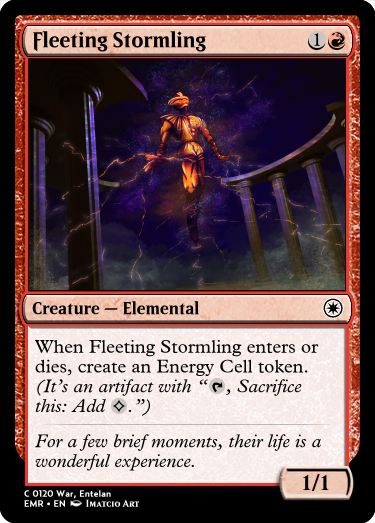 Fleeting Stormling 1
Creature — Elemental
When Fleeting Stormling enters or
dies, create an Energy Cell token.
(It's an artifact with “, Sacrifice
this: Add .”)
For a few brief moments, their life is a
wonderful experience.
1/1
C 0120 War, Entelan
EMR • EN Imatcio Art